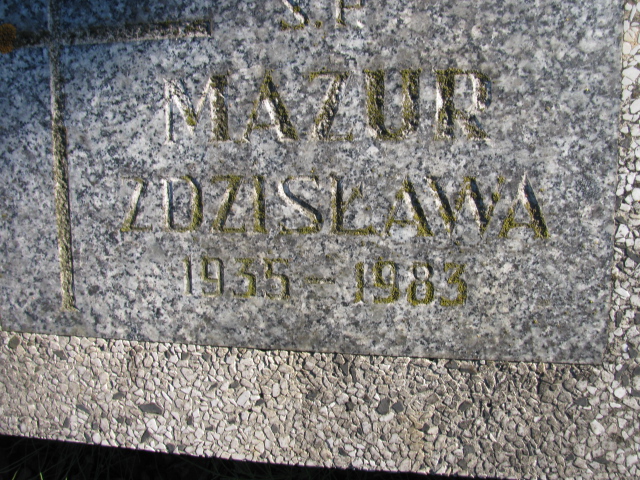 Ś.P.
MAZUR
ZDZISŁAWA
1935-1983